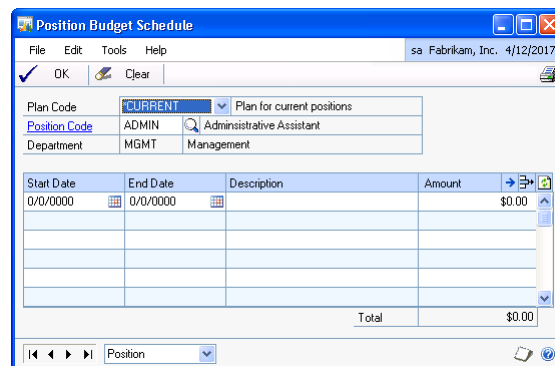 Position Budget Schedule
File Edit Tools Help sa Fabrikam, Inc. 4/12/2017
OK Clear
Plan Code *CURRENT Plan for current positions
Position Code ADMIN Adminsistrative Assistant
Department MGMT Management
Start Date End Date Description Amount
0/0/0000 0/0/0000 $0.00
Total $0.00
Position